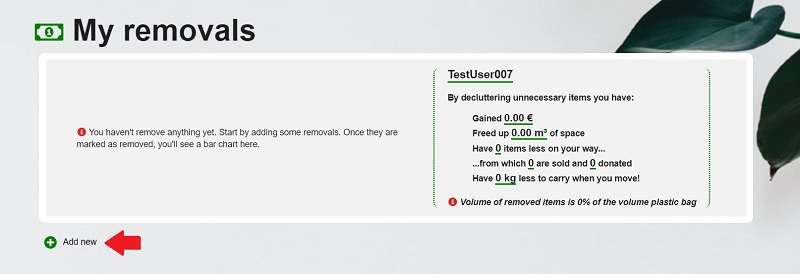 My removals
You haven't remove anything yet. Start by adding some removals. Once they are
marked as removed, you'll see a bar chart here.
TestUser007
By decluttering unnecessary items you have:
Gained 0.00 €
Freed up 0.00 m³ of space
Have 0 items less on your way...
...from which 0 are sold and 0 donated
Have 0 kg less to carry when you move!
Volume of removed items is 0% of the volume plastic bag
Add new